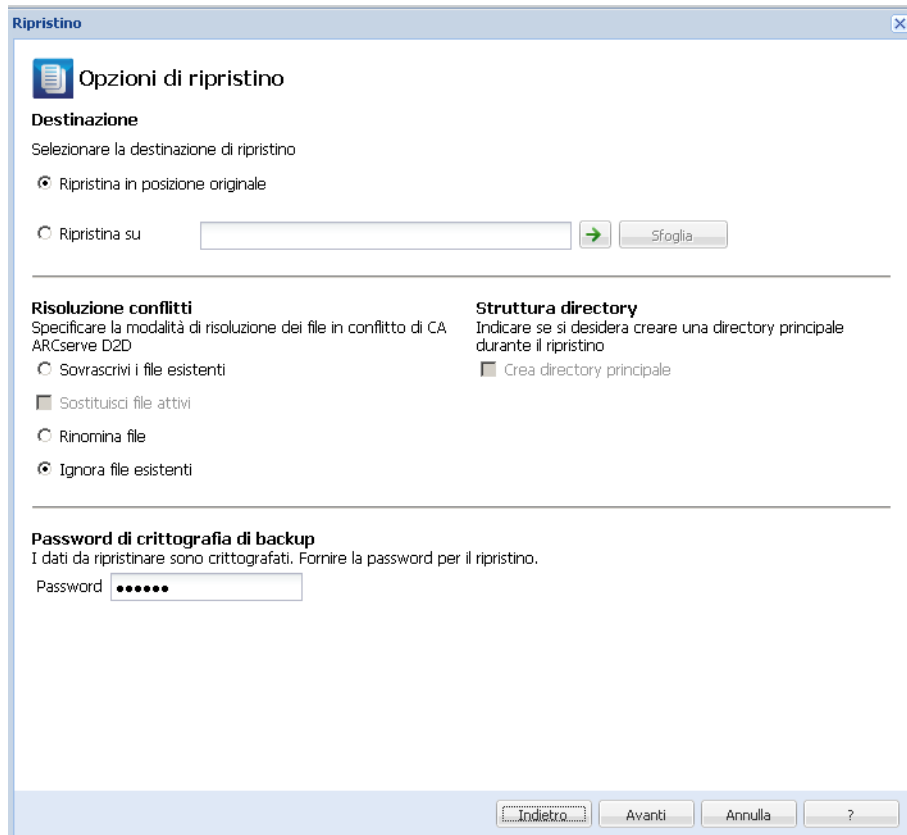 Ripristino
Opzioni di ripristino
Destinazione
Selezionare la destinazione di ripristino
Ripristina in posizione originale
Ripristina su
Sfoglia
Risoluzione conflitti
Specificare la modalità di risoluzione dei file in conflitto di CA
ARCserve D2D
Sovrascrivi i file esistenti
Sostituisci file attivi
Rinomina file
Ignora file esistenti
Struttura directory
Indicare se si desidera creare una directory principale
durante il ripristino
Crea directory principale
Password di crittografia di backup
I dati da ripristinare sono crittografati. Fornire la password per il ripristino.
Password ●●●●●●
Indietro Avanti Annulla ?